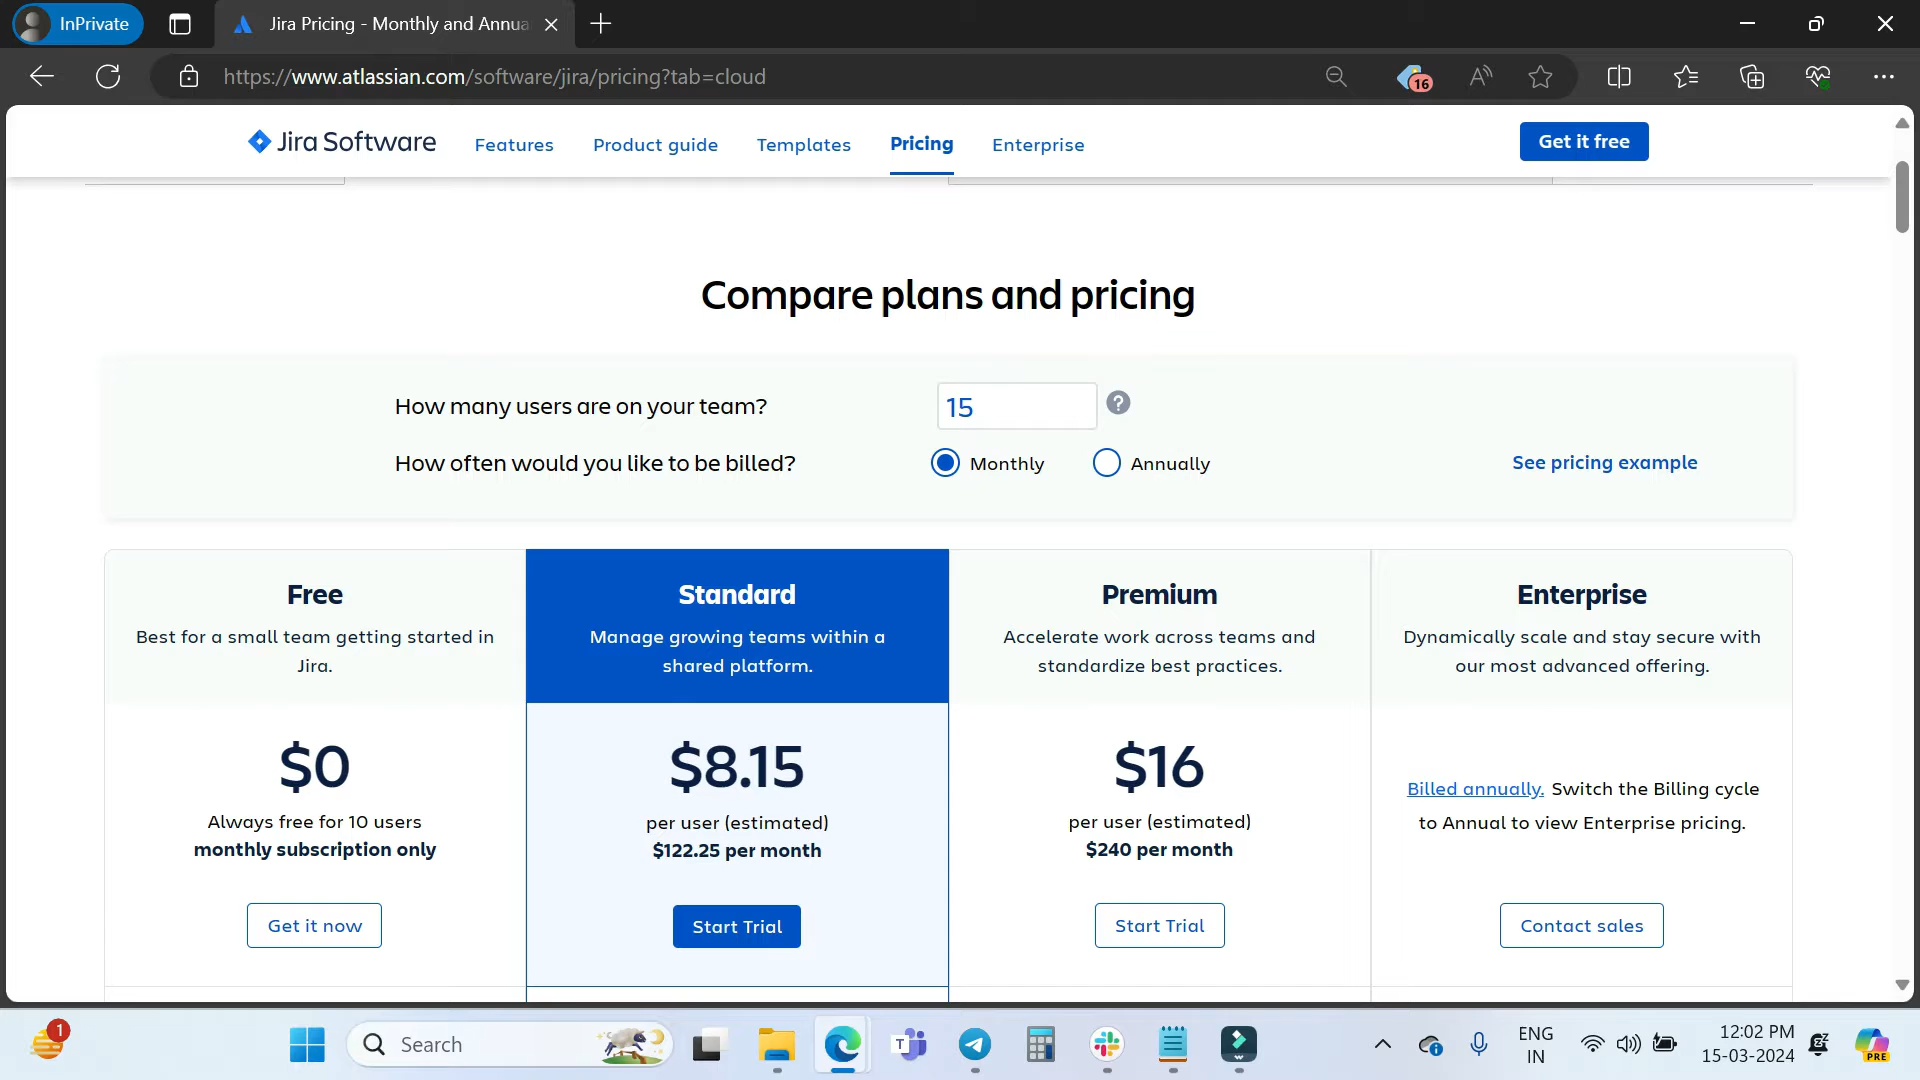 InPrivate
Jira Pricing - Monthly and Annua
https://www.atlassian.com/software/jira/pricing?tab=cloud
16
Jira Software
Features
Product guide
Templates
Pricing
Enterprise
Get it free
Compare plans and pricing
How many users are on your team?
15
?
How often would you like to be billed?
Monthly
Annually
See pricing example
Free
Best for a small team getting started in
Jira.
$0
Always free for 10 users
monthly subscription only
Get it now
Standard
Manage growing teams within a
shared platform.
$8.15
per user (estimated)
$122.25 per month
Start Trial
Premium
Accelerate work across teams and
standardize best practices.
$16
per user (estimated)
$240 per month
Start Trial
Enterprise
Dynamically scale and stay secure with
our most advanced offering.
Billed annually. Switch the Billing cycle
to Annual to view Enterprise pricing.
Contact sales
1
Search
T
ENG
IN
12:02 PM
15-03-2024
PRE